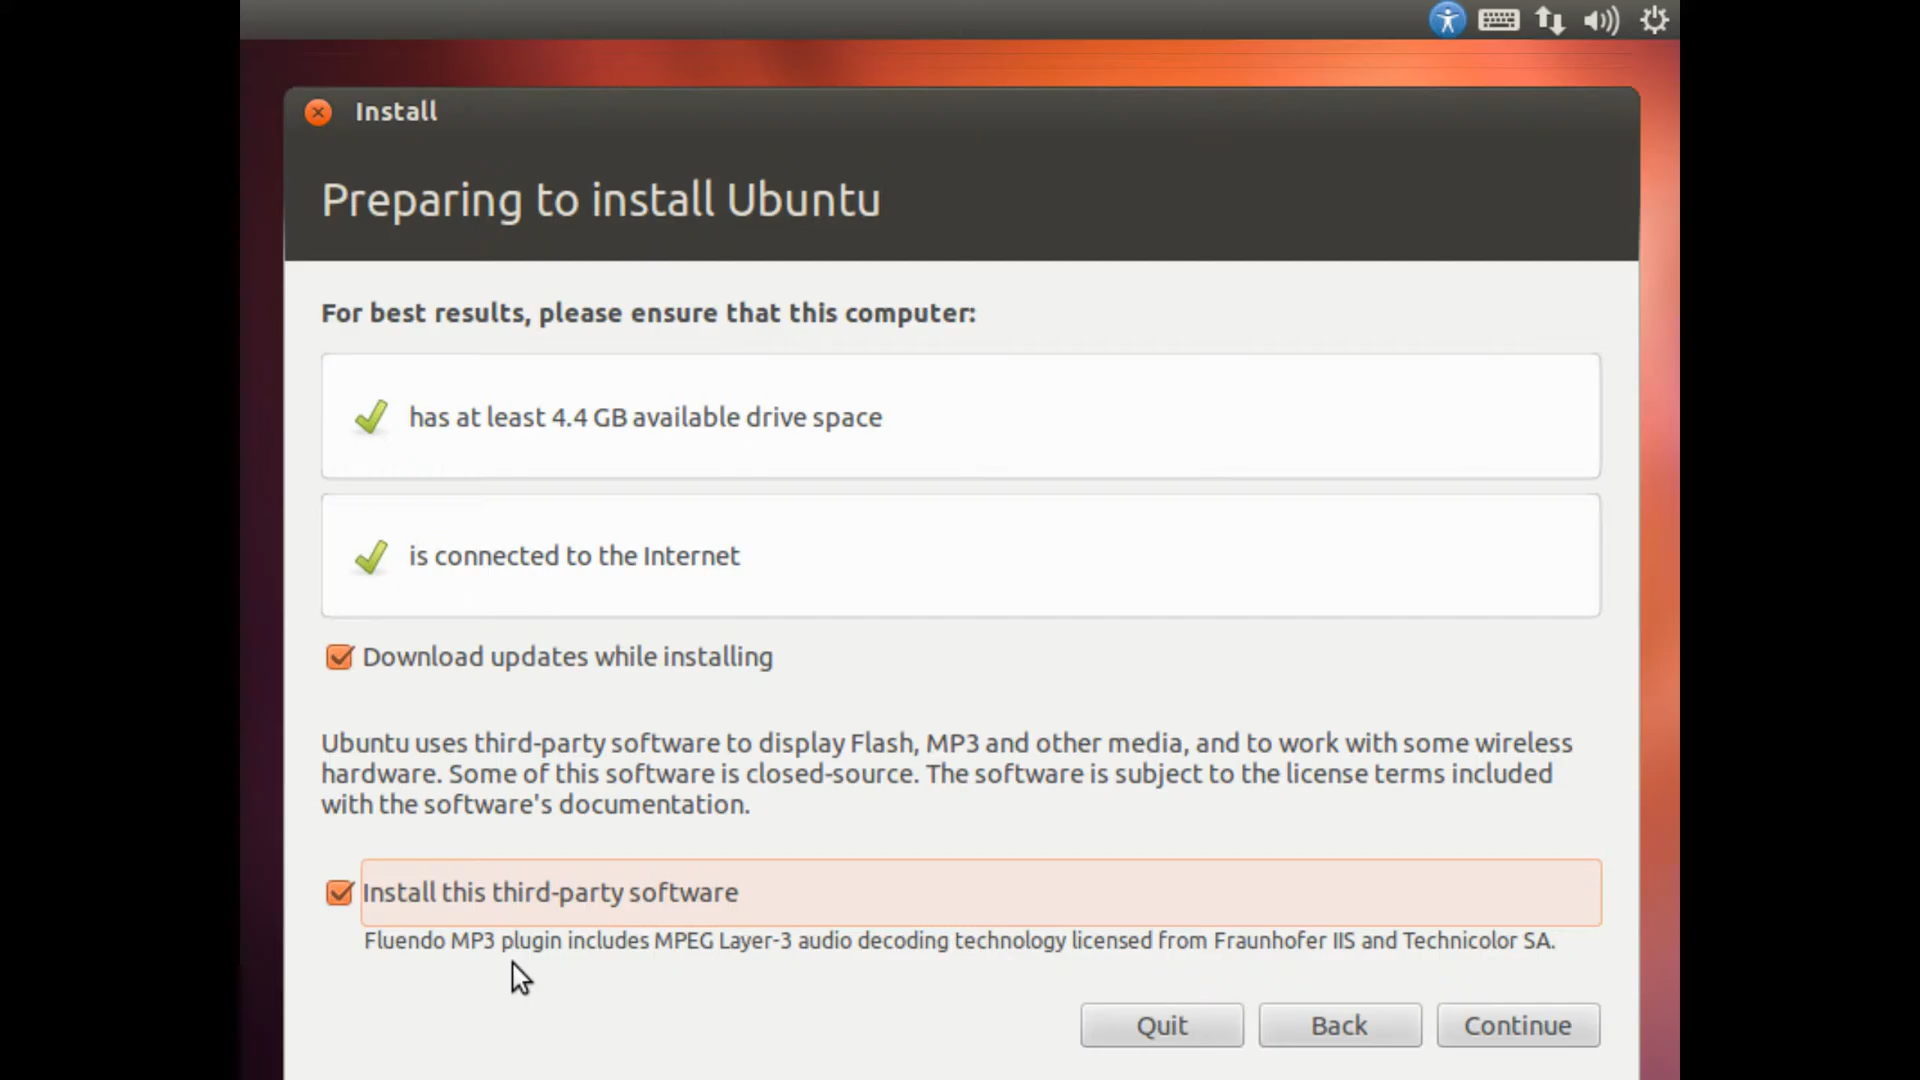 Install
Preparing to install Ubuntu
For best results, please ensure that this computer:
has at least 4.4 GB available drive space
is connected to the Internet
Download updates while installing
Ubuntu uses third-party software to display Flash, MP3 and other media, and to work with some wireless
hardware. Some of this software is closed-source. The software is subject to the license terms included
with the software's documentation.
Install this third-party software
Fluendo MP3 plugin includes MPEG Layer-3 audio decoding technology licensed from Fraunhofer IIS and Technicolor SA.
Quit Back Continue